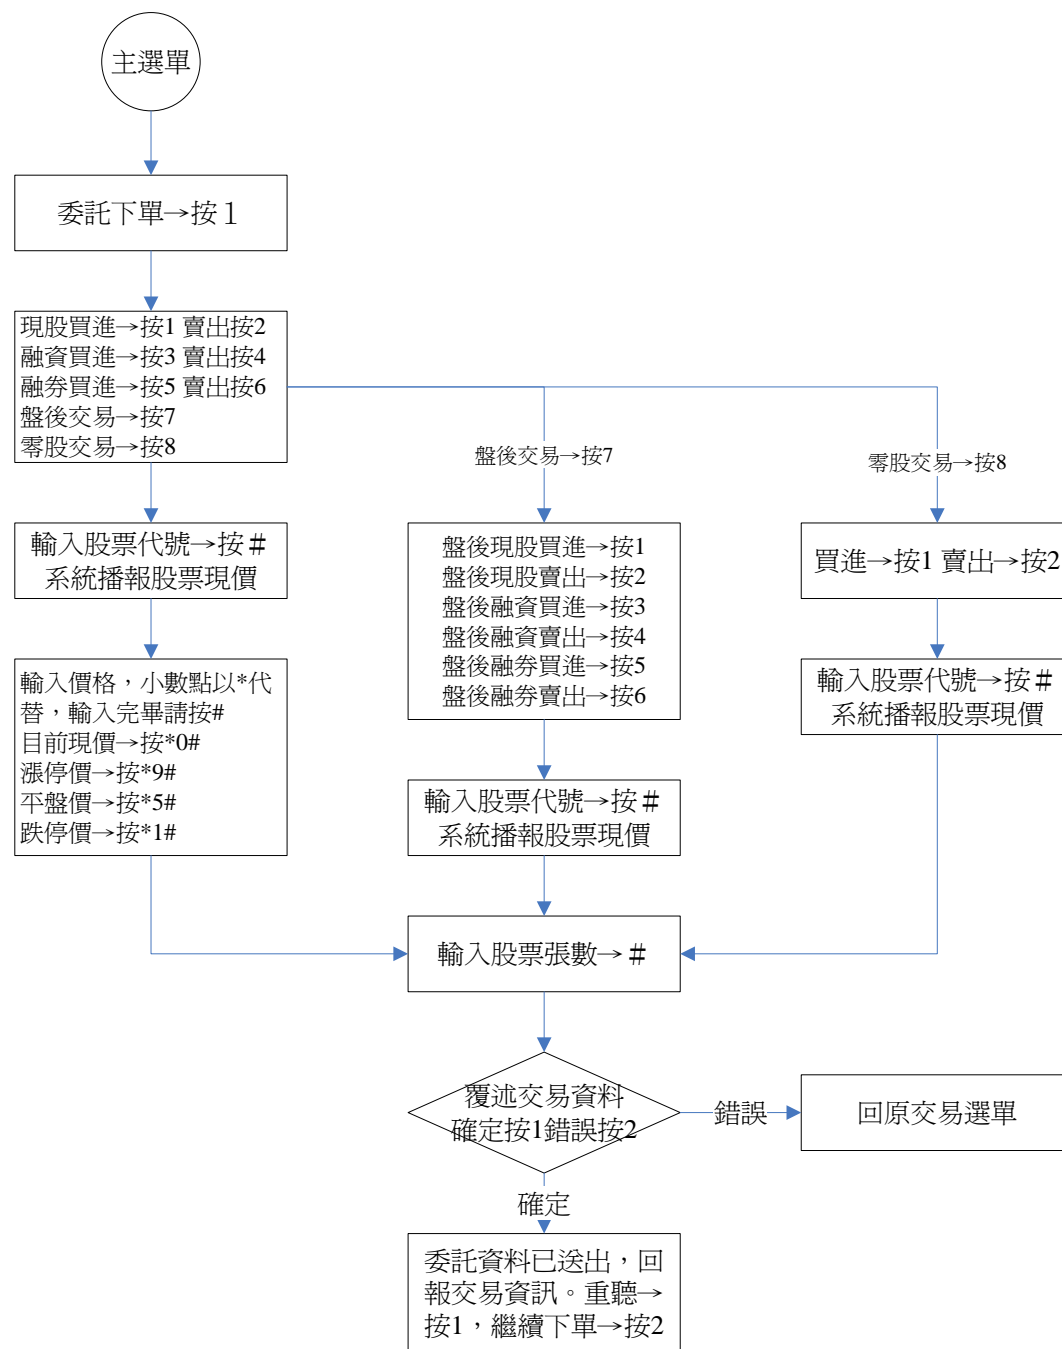 主選單
委託下單→按１
現股買進→按1 賣出按2
融資買進→按3 賣出按4
融券買進→按5 賣出按6
盤後交易→按7
零股交易→按8
盤後交易→按7
零股交易→按8
輸入股票代號→按＃
系統播報股票現價
盤後現股買進→按1
盤後現股賣出→按2
盤後融資買進→按3
盤後融資賣出→按4
盤後融券買進→按5
盤後融券賣出→按6
買進→按1 賣出→按2
輸入價格，小數點以*代
替，輸入完畢請按#
目前現價→按*0#
漲停價→按*9#
平盤價→按*5#
跌停價→按*1#
輸入股票代號→按＃
系統播報股票現價
輸入股票代號→按＃
系統播報股票現價
輸入股票張數→＃
覆述交易資料
確定按1錯誤按2
錯誤
回原交易選單
確定
委託資料已送出，回
報交易資訊。重聽→
按1，繼續下單→按2